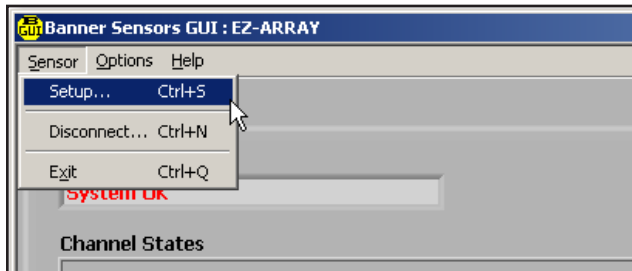 GUI
Banner Sensors GUI : EZ-ARRAY
Sensor Options Help
Setup... Ctrl+S
Disconnect... Ctrl+N
Exit Ctrl+Q
System OK
Channel States